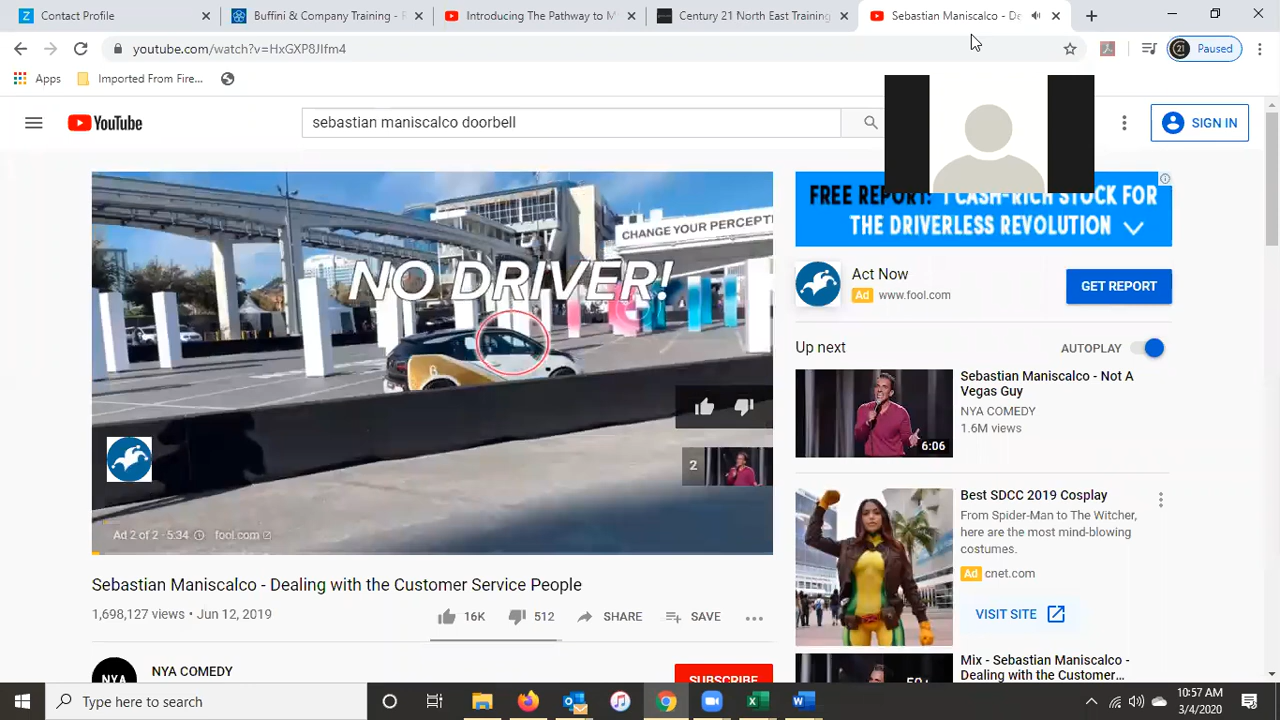 Contact Profile
Buffini & Company Training - F
Introducing The Pathway to M
Century 21 North East Training
Sebastian Maniscalco - De
youtube.com/watch?v=HxGXP8JIfm4
21
Paused
Apps
Imported From Fire...
YouTube
sebastian maniscalco doorbell
SIGN IN
CHANGE YOUR PERCEPT
NO DRIVER!
2
Ad 2 of 2 · 5:34
fool.com
FREE REPORT: 1 CASH-RICH STOCK FOR
THE DRIVERLESS REVOLUTION
Act Now
Ad www.fool.com
GET REPORT
Up next
AUTOPLAY
Sebastian Maniscalco - Not A
Vegas Guy
NYA COMEDY
1.6M views
6:06
Best SDCC 2019 Cosplay
From Spider-Man to The Witcher,
here are the most mind-blowing
costumes.
Ad cnet.com
VISIT SITE
Mix - Sebastian Maniscalco -
Dealing with the Customer...
50+
Sebastian Maniscalco - Dealing with the Customer Service People
1,698,127 views • Jun 12, 2019
16K
512
SHARE
SAVE
NYA
NYA COMEDY
SUBSCRIBE
Type here to search
10:57 AM
3/4/2020